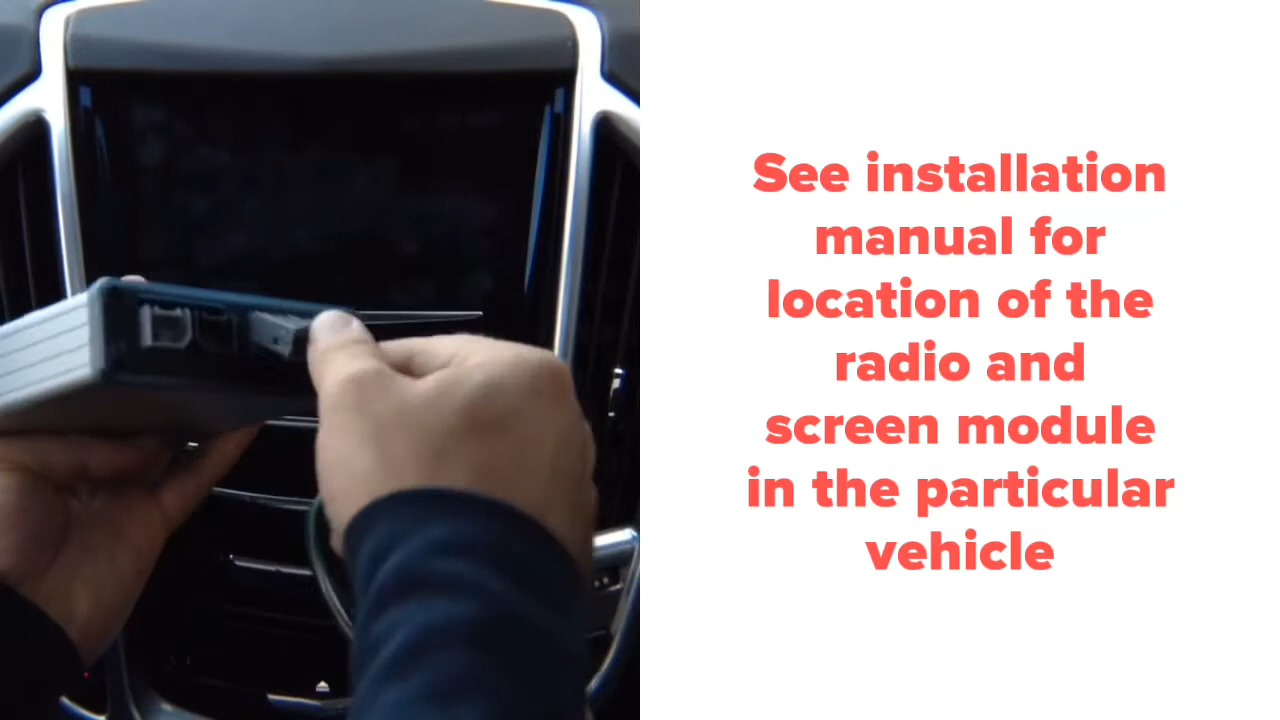 See installation
manual for
location of the
radio and
screen module
in the particular
vehicle